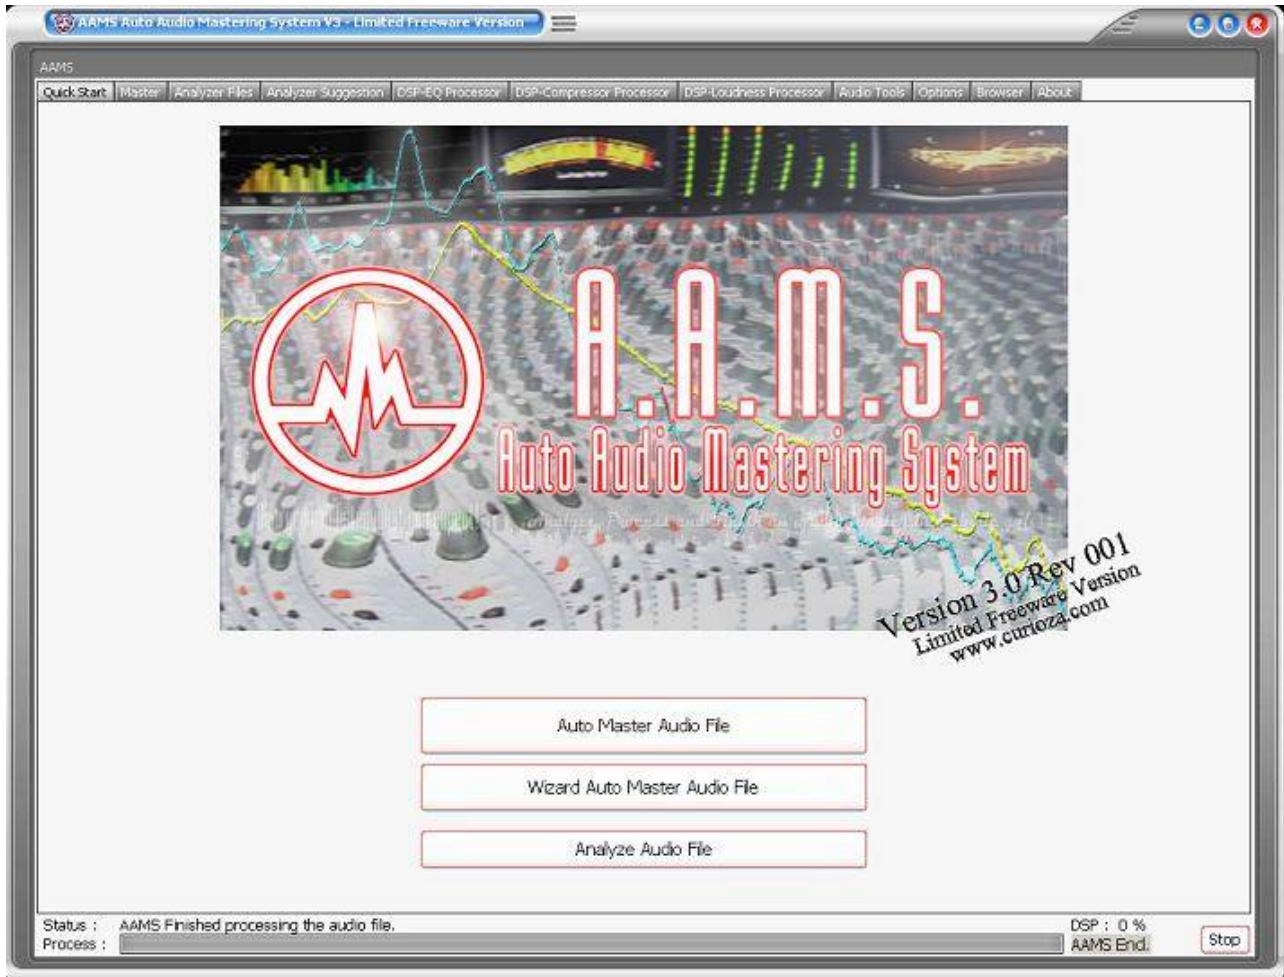 AAMS Auto Audio Mastering System V3 - Limited Freeware Version
AAMS
Quick Start Master Analyzer Files Analyzer Suggestion DSP-EQ Processor DSP-Compressor Processor DSP-Loudness Processor Audio Tools Options Browser About
A.A.M.S.
Auto Audio Mastering System
Version 3.0 Rev 001
Limited Freeware Version
www.curioza.com
Auto Master Audio File
Wizard Auto Master Audio File
Analyze Audio File
Status : AAMS Finished processing the audio file. DSP : 0 %
Process : AAMS End. Stop